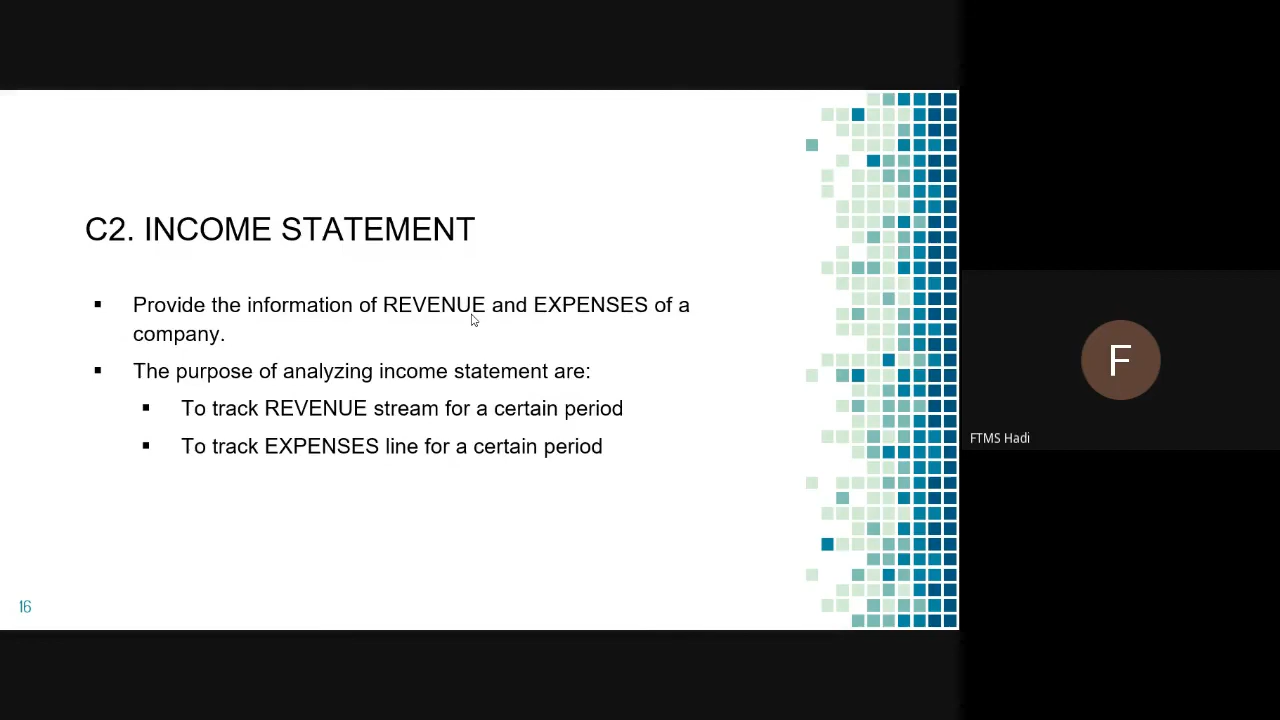 C2. INCOME STATEMENT
▪ Provide the information of REVENUE and EXPENSES of a
company.
▪ The purpose of analyzing income statement are:
▪ To track REVENUE stream for a certain period
▪ To track EXPENSES line for a certain period
16
F
FTMS Hadi